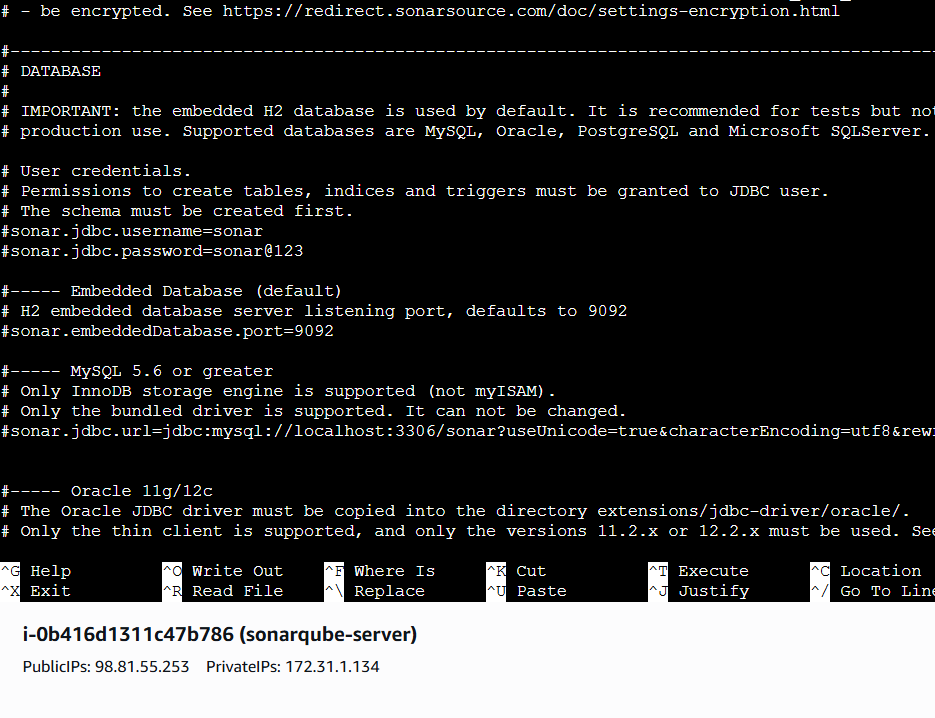 # - be encrypted. See https://redirect.sonarsource.com/doc/settings-encryption.html
#--------------------------------------------------------------------------------------------
# DATABASE
#
# IMPORTANT: the embedded H2 database is used by default. It is recommended for tests but not
# production use. Supported databases are MySQL, Oracle, PostgreSQL and Microsoft SQLServer.
# User credentials.
# Permissions to create tables, indices and triggers must be granted to JDBC user.
# The schema must be created first.
#sonar.jdbc.username=sonar
#sonar.jdbc.password=sonar@123
#----- Embedded Database (default)
# H2 embedded database server listening port, defaults to 9092
#sonar.embeddedDatabase.port=9092
#----- MySQL 5.6 or greater
# Only InnoDB storage engine is supported (not myISAM).
# Only the bundled driver is supported. It can not be changed.
#sonar.jdbc.url=jdbc:mysql://localhost:3306/sonar?useUnicode=true&characterEncoding=utf8&rew
#----- Oracle 11g/12c
# The Oracle JDBC driver must be copied into the directory extensions/jdbc-driver/oracle/.
# Only the thin client is supported, and only the versions 11.2.x or 12.2.x must be used. See
^G Help ^O Write Out ^F Where Is ^K Cut ^T Execute ^C Location
^X Exit ^R Read File ^\ Replace ^U Paste ^J Justify ^/ Go To Line
i-0b416d1311c47b786 (sonarqube-server)
PublicIPs: 98.81.55.253 PrivateIPs: 172.31.1.134